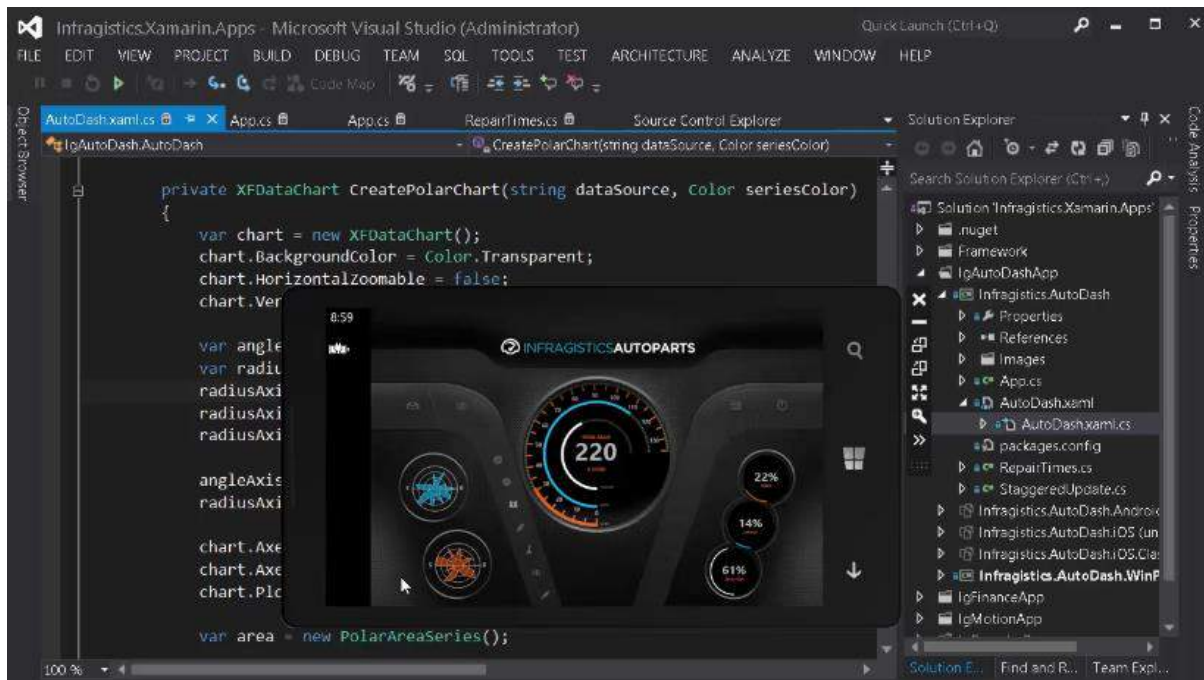 Infragistics.Xamarin.Apps - Microsoft Visual Studio (Administrator)
Quick Launch (Ctrl+Q)
FILE EDIT VIEW PROJECT BUILD DEBUG TEAM SQL TOOLS TEST ARCHITECTURE ANALYZE WINDOW HELP
Code Map
Object Browser
AutoDash.xaml.cs App.cs App.cs RepairTimes.cs Source Control Explorer
IgAutoDash.AutoDash CreatePolarChart(string dataSource, Color seriesColor)
private XFDataChart CreatePolarChart(string dataSource, Color seriesColor)
{
var chart = new XFDataChart();
chart.BackgroundColor = Color.Transparent;
chart.HorizontalZoomable = false;
chart.Ver
var angle
var radiu
radiusAxi
radiusAxi
radiusAxi
angleAxis
radiusAxi
chart.Axe
chart.Axe
chart.Plo
var area = new PolarAreaSeries();
100 %
8:59
INFRAGISTICSAUTOPARTS
220
22%
14%
61%
Solution Explorer
Search Solution Explorer (Ctrl+;)
Solution 'Infragistics.Xamarin.Apps'
.nuget
Framework
IgAutoDashApp
Infragistics.AutoDash
Properties
References
Images
App.cs
AutoDash.xaml
AutoDash.xaml.cs
packages.config
RepairTimes.cs
StaggeredUpdate.cs
Infragistics.AutoDash.Android
Infragistics.AutoDash.iOS (un
Infragistics.AutoDash.iOS.Cla
Infragistics.AutoDash.WinP
IgFinanceApp
IgMotionApp
Solution E... Find and R... Team Expl...
Code Analysis
Properties